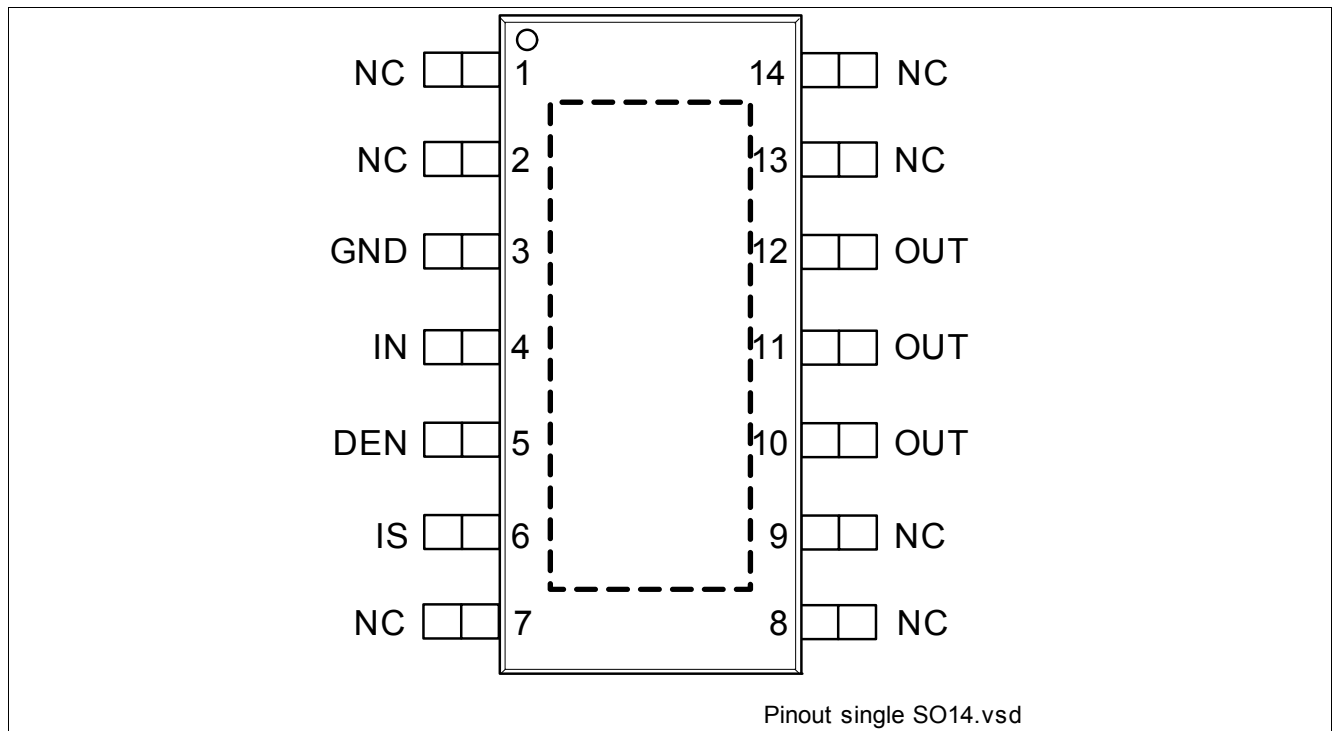 NC 1 14 NC
NC 2 13 NC
GND 3 12 OUT
IN 4 11 OUT
DEN 5 10 OUT
IS 6 9 NC
NC 7 8 NC
Pinout single SO14.vsd